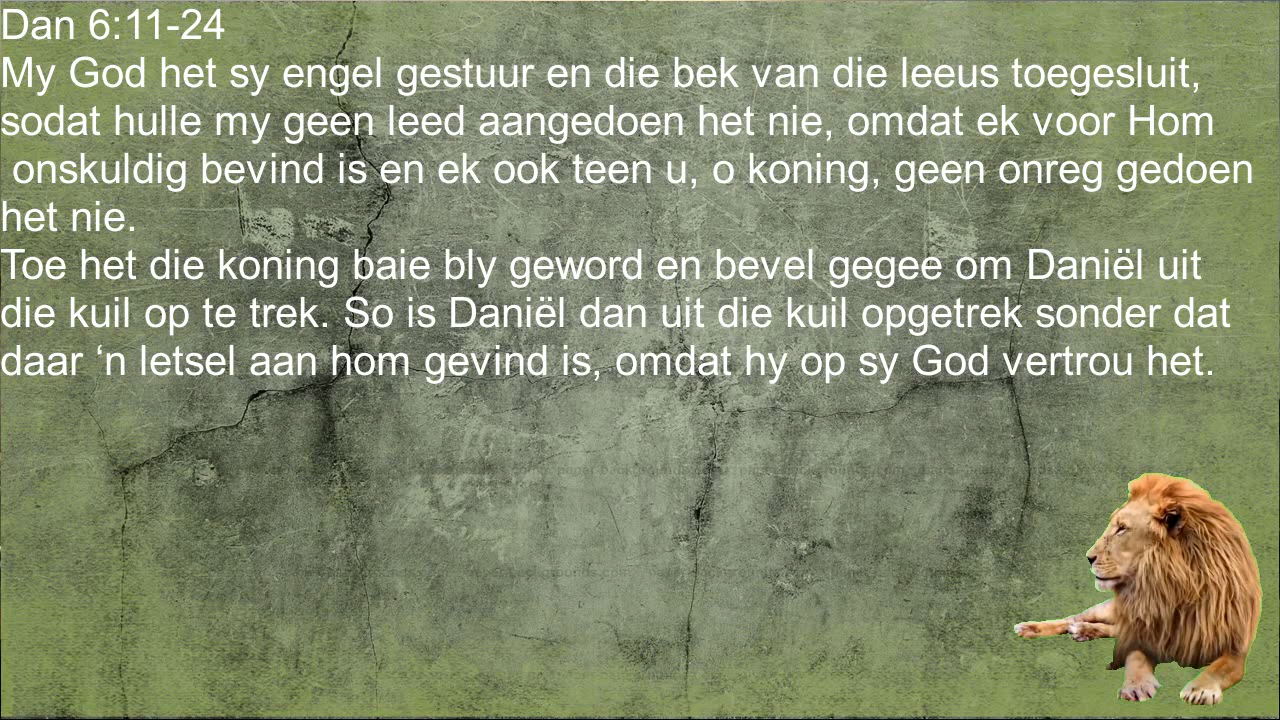 Dan 6:11-24
My God het sy engel gestuur en die bek van die leeus toegesluit,
sodat hulle my geen leed aangedoen het nie, omdat ek voor Hom
onskuldig bevind is en ek ook teen u, o koning, geen onreg gedoen
het nie.
Toe het die koning baie bly geword en bevel gegee om Daniël uit
die kuil op te trek. So is Daniël dan uit die kuil opgetrek sonder dat
daar ‘n letsel aan hom gevind is, omdat hy op sy God vertrou het.